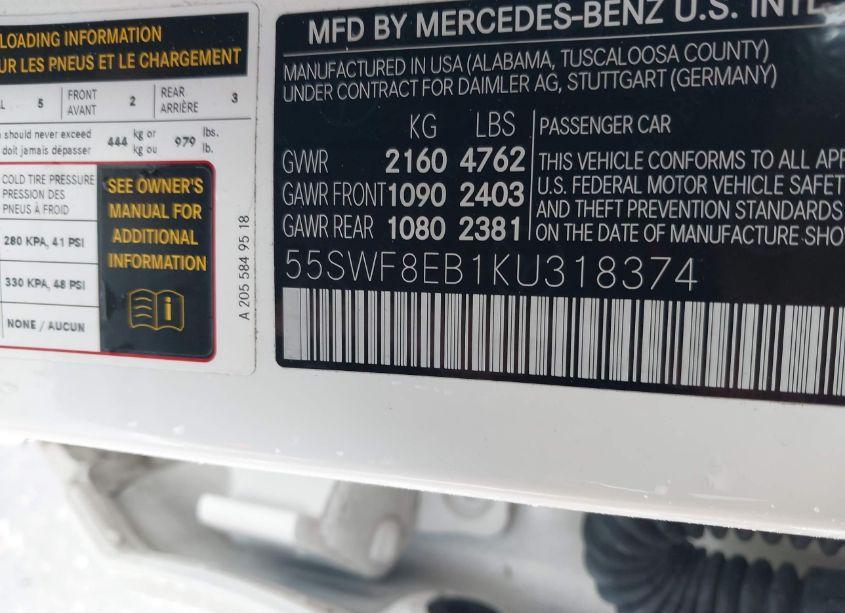 LOADING INFORMATION
UR LES PNEUS ET LE CHARGEMENT
L 5 FRONT AVANT 2 REAR ARRIÈRE 3
should never exceed
doit jamais dépasser 444 kg or kg ou 979 lbs. lb.
COLD TIRE PRESSURE
PRESSION DES
PNEUS À FROID
280 KPA, 41 PSI
330 KPA, 48 PSI
NONE / AUCUN
SEE OWNER'S
MANUAL FOR
ADDITIONAL
INFORMATION
A 205 584 95 18
MFD BY MERCEDES-BENZ U.S. INTE
MANUFACTURED IN USA (ALABAMA, TUSCALOOSA COUNTY)
UNDER CONTRACT FOR DAIMLER AG, STUTTGART (GERMANY)
KG LBS
GVWR 2160 4762
GAWR FRONT 1090 2403
GAWR REAR 1080 2381
PASSENGER CAR
THIS VEHICLE CONFORMS TO ALL APP
U.S. FEDERAL MOTOR VEHICLE SAFET
AND THEFT PREVENTION STANDARDS
ON THE DATE OF MANUFACTURE SHO
55SWF8EB1KU318374